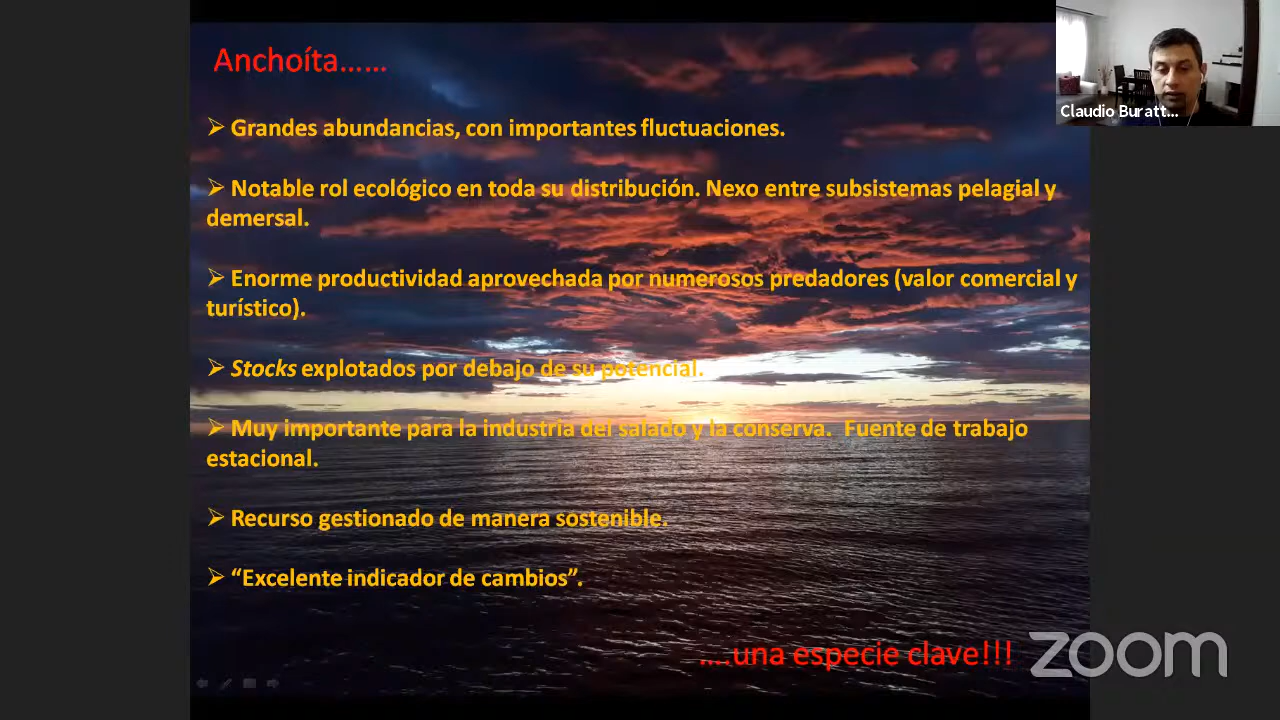 Anchoíta......
Claudio Buratt...
➢ Grandes abundancias, con importantes fluctuaciones.
➢ Notable rol ecológico en toda su distribución. Nexo entre subsistemas pelagial y
demersal.
➢ Enorme productividad aprovechada por numerosos predadores (valor comercial y
turístico).
➢ Stocks explotados por debajo de su potencial.
➢ Muy importante para la industria del salado y la conserva.  Fuente de trabajo
estacional.
➢ Recurso gestionado de manera sostenible.
➢ “Excelente indicador de cambios”.
....una especie clave!!!
zoom